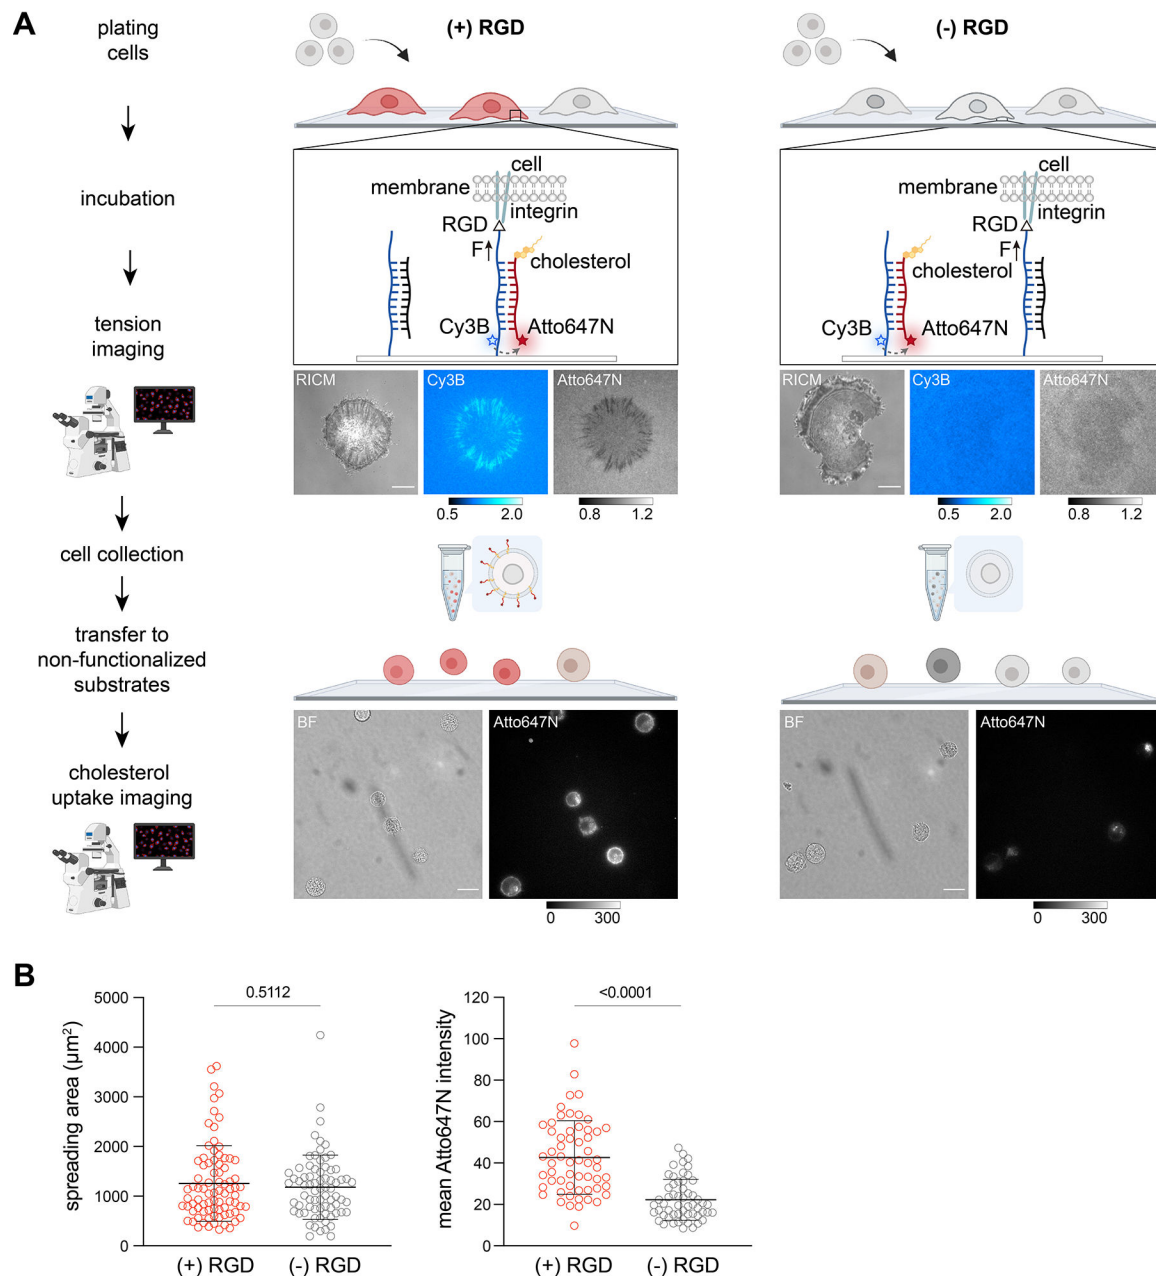 A
plating
cells
incubation
tension
imaging
cell collection
transfer to
non-functionalized
substrates
cholesterol
uptake imaging
(+) RGD
cell
membrane
integrin
RGD
F
cholesterol
Cy3B
Atto647N
RICM
Cy3B
Atto647N
0.5 2.0
0.8 1.2
BF
Atto647N
0 300
(-) RGD
cell
membrane
integrin
RGD
F
cholesterol
Cy3B
Atto647N
RICM
Cy3B
Atto647N
0.5 2.0
0.8 1.2
BF
Atto647N
0 300
B
spreading area (µm²)
5000
4000
3000
2000
1000
0
0.5112
(+) RGD (-) RGD
mean Atto647N intensity
120
100
80
60
40
20
0
<0.0001
(+) RGD (-) RGD